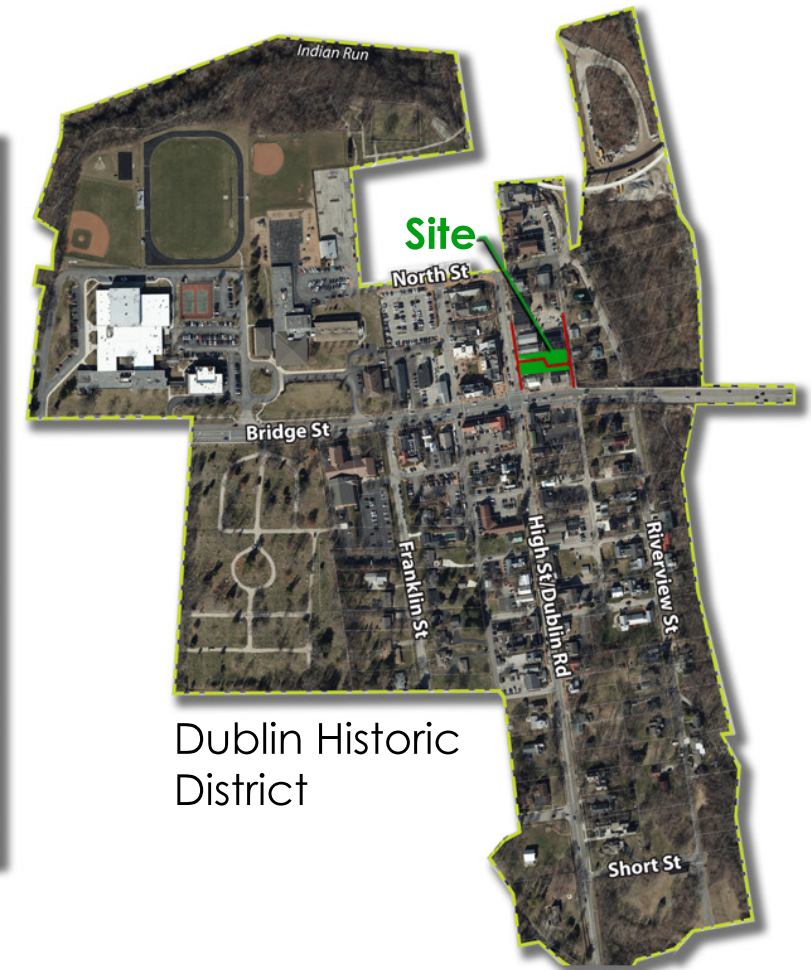 Indian Run
Site
North St
Bridge St
Franklin St
High St/Dublin Rd
Riverview St
Dublin Historic
District
Short St